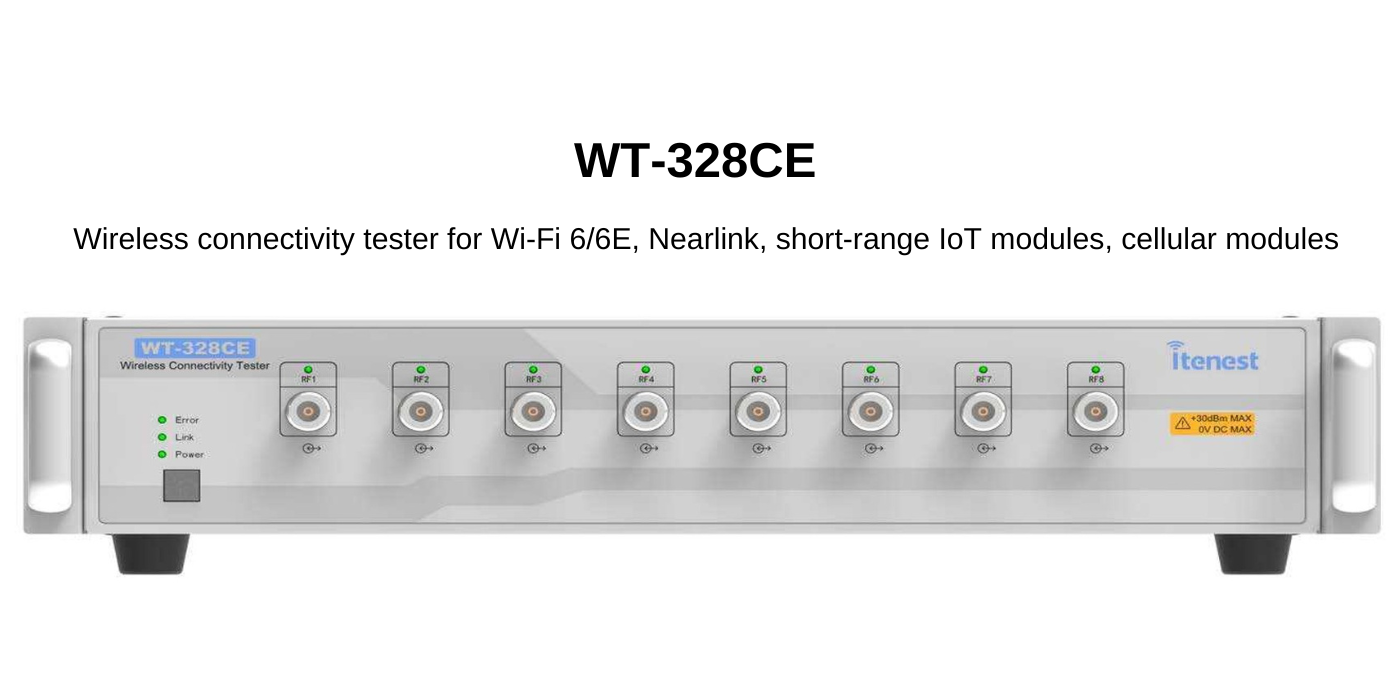 WT-328CE
Wireless connectivity tester for Wi-Fi 6/6E, Nearlink, short-range IoT modules, cellular modules
WT-328CE
Wireless Connectivity Tester
itenest
RF1
RF2
RF3
RF4
RF5
RF6
RF7
RF8
+30dBm MAX
0V DC MAX
Error
Link
Power